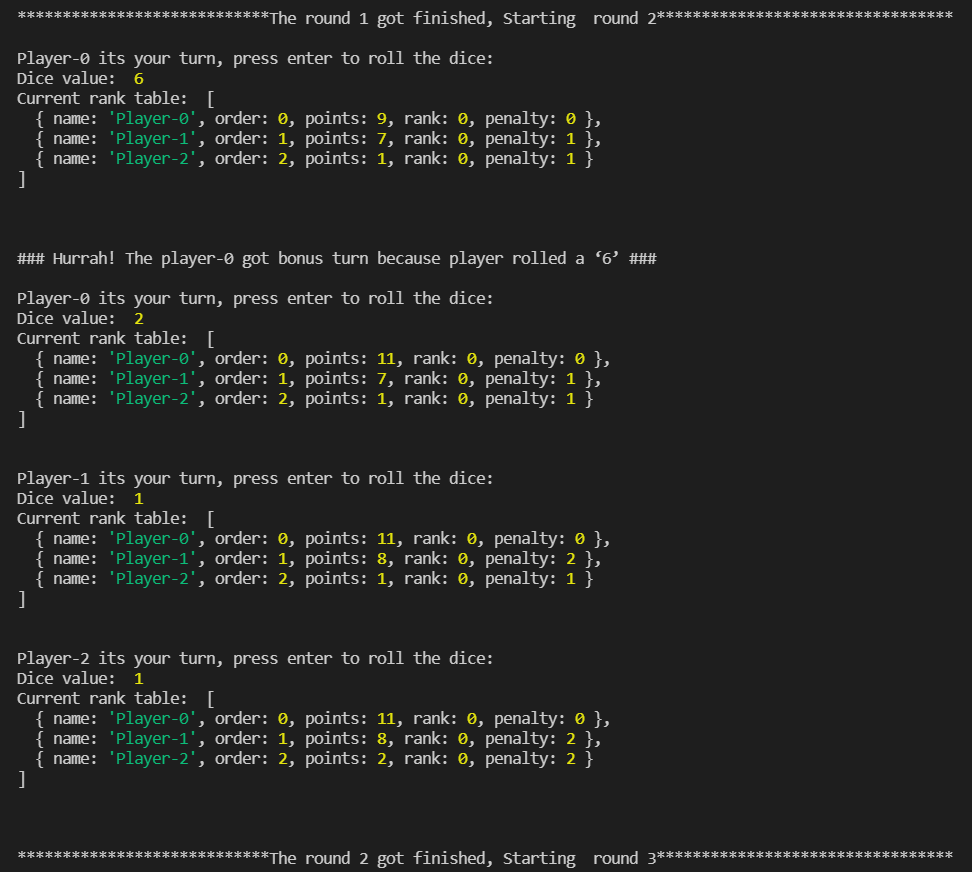 ****************************The round 1 got finished, Starting  round 2*********************************
Player-0 its your turn, press enter to roll the dice:
Dice value:  6
Current rank table:  [
  { name: 'Player-0', order: 0, points: 9, rank: 0, penalty: 0 },
  { name: 'Player-1', order: 1, points: 7, rank: 0, penalty: 1 },
  { name: 'Player-2', order: 2, points: 1, rank: 0, penalty: 1 }
]
### Hurrah! The player-0 got bonus turn because player rolled a ‘6’ ###
Player-0 its your turn, press enter to roll the dice:
Dice value:  2
Current rank table:  [
  { name: 'Player-0', order: 0, points: 11, rank: 0, penalty: 0 },
  { name: 'Player-1', order: 1, points: 7, rank: 0, penalty: 1 },
  { name: 'Player-2', order: 2, points: 1, rank: 0, penalty: 1 }
]
Player-1 its your turn, press enter to roll the dice:
Dice value:  1
Current rank table:  [
  { name: 'Player-0', order: 0, points: 11, rank: 0, penalty: 0 },
  { name: 'Player-1', order: 1, points: 8, rank: 0, penalty: 2 },
  { name: 'Player-2', order: 2, points: 1, rank: 0, penalty: 1 }
]
Player-2 its your turn, press enter to roll the dice:
Dice value:  1
Current rank table:  [
  { name: 'Player-0', order: 0, points: 11, rank: 0, penalty: 0 },
  { name: 'Player-1', order: 1, points: 8, rank: 0, penalty: 2 },
  { name: 'Player-2', order: 2, points: 2, rank: 0, penalty: 2 }
]
****************************The round 2 got finished, Starting  round 3*********************************